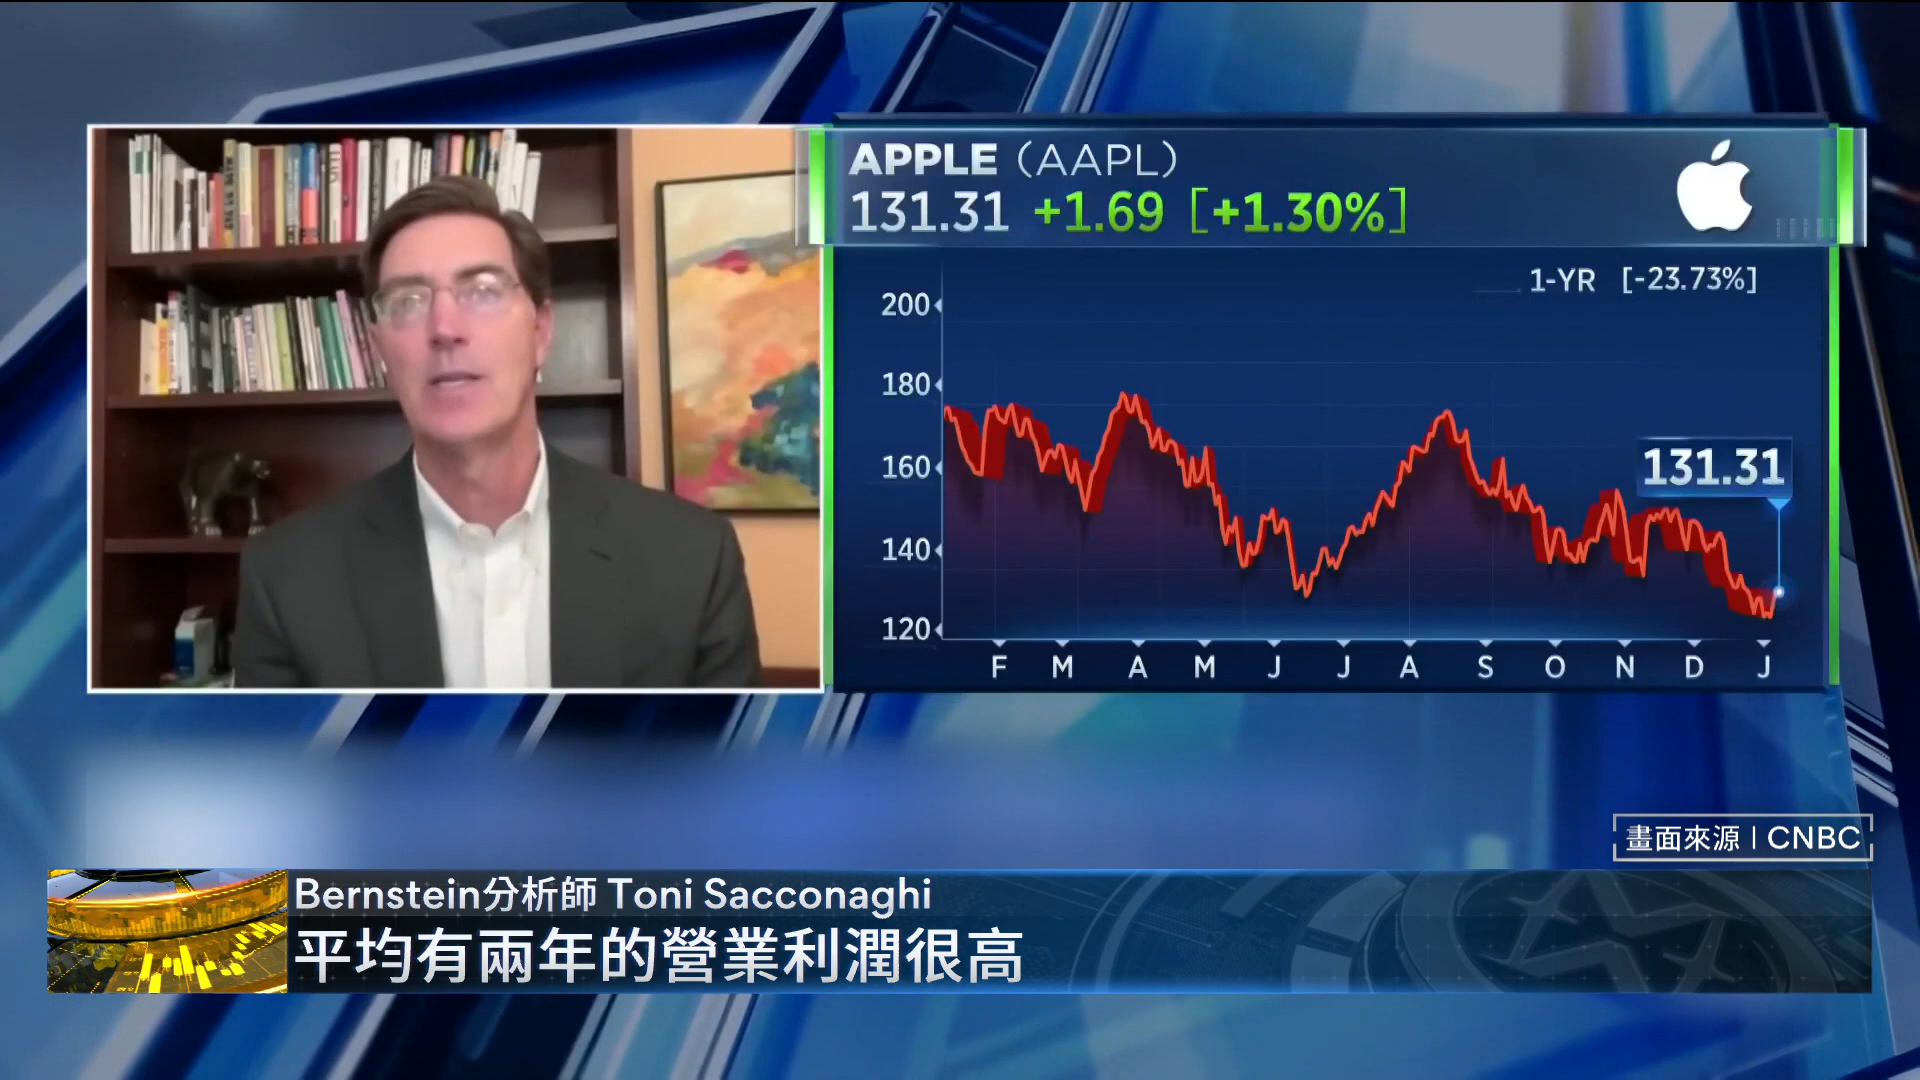 APPLE (AAPL)
131.31 +1.69 [+1.30%]
1-YR [-23.73%]
200
180
160
140
120
131.31
F M A M J J A S O N D J
畫面來源 | CNBC
Bernstein分析師 Toni Sacconaghi
平均有兩年的營業利潤很高